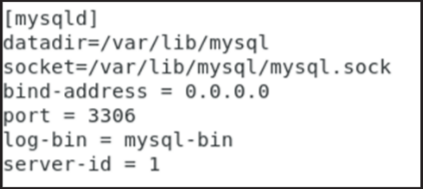 [mysqld]
datadir=/var/lib/mysql
socket=/var/lib/mysql/mysql.sock
bind-address = 0.0.0.0
port = 3306
log-bin = mysql-bin
server-id = 1